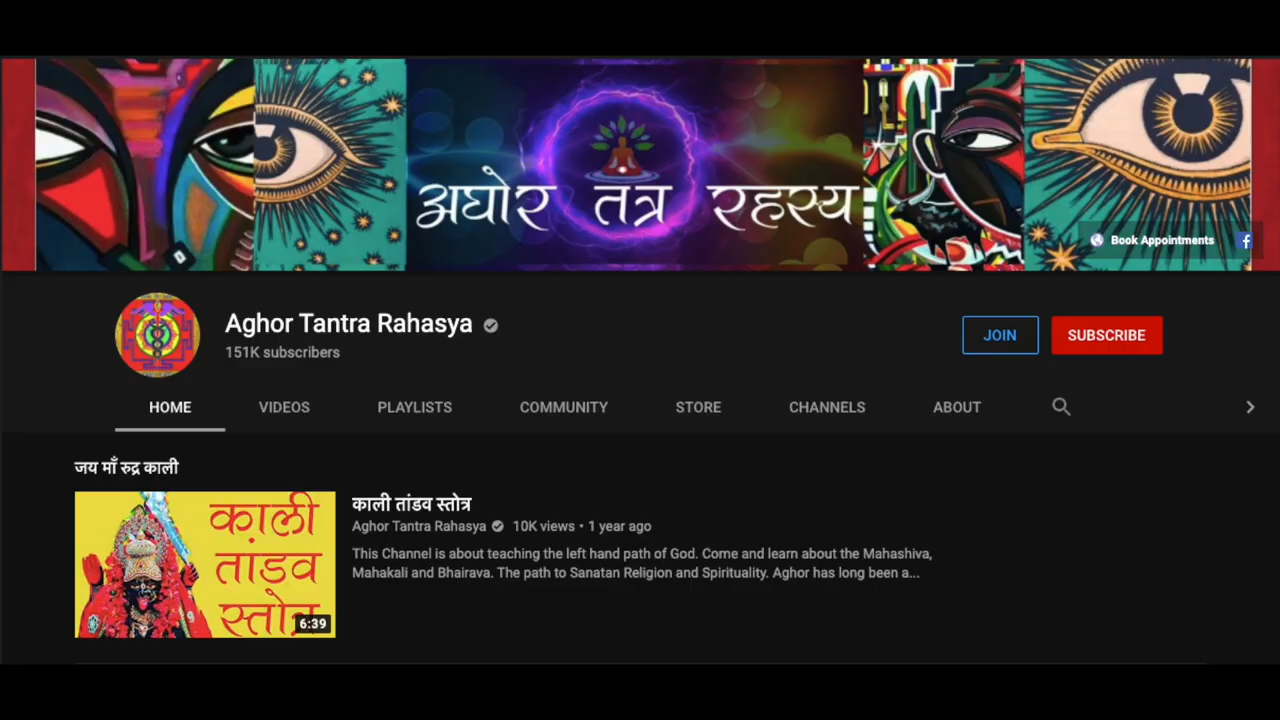 अघोर तत्र रहस्य
Book Appointments
Aghor Tantra Rahasya
151K subscribers
JOIN
SUBSCRIBE
HOME
VIDEOS
PLAYLISTS
COMMUNITY
STORE
CHANNELS
ABOUT
जय माँ रुद्र काली
काली
तांडव
स्तोत्र
6:39
काली तांडव स्तोत्र
Aghor Tantra Rahasya 10K views • 1 year ago
This Channel is about teaching the left hand path of God. Come and learn about the Mahashiva,
Mahakali and Bhairava. The path to Sanatan Religion and Spirituality. Aghor has long been a...